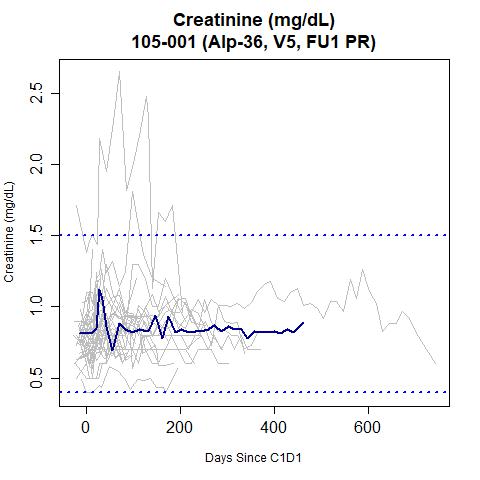 Creatinine (mg/dL)
105-001 (Alp-36, V5, FU1 PR)
Creatinine (mg/dL)
2.5
2.0
1.5
1.0
0.5
0
200
400
600
Days Since C1D1